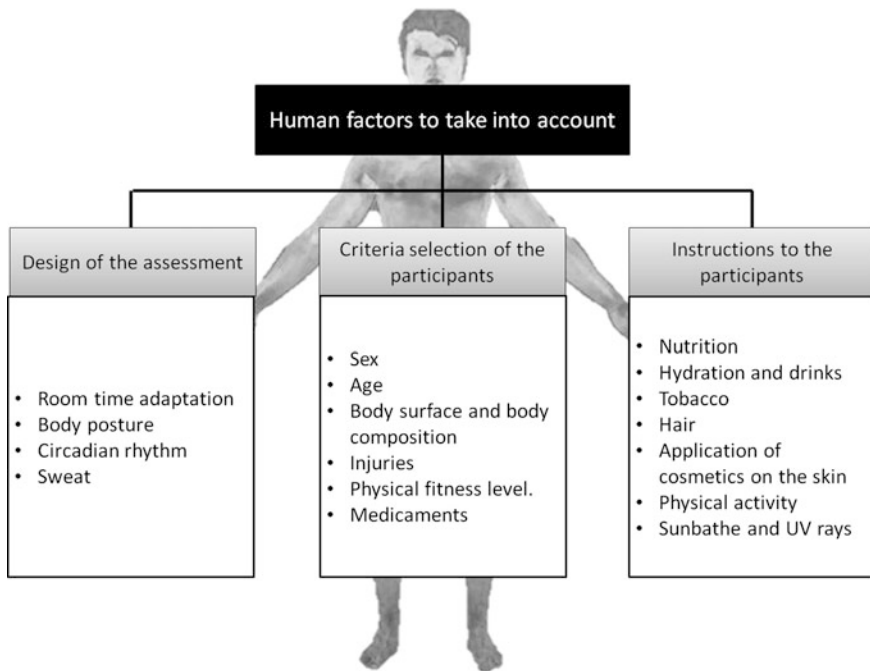 Human factors to take into account
Design of the assessment
• Room time adaptation
• Body posture
• Circadian rhythm
• Sweat
Criteria selection of the
participants
• Sex
• Age
• Body surface and body
composition
• Injuries
• Physical fitness level.
• Medicaments
Instructions to the
participants
• Nutrition
• Hydration and drinks
• Tobacco
• Hair
• Application of
cosmetics on the skin
• Physical activity
• Sunbathe and UV rays